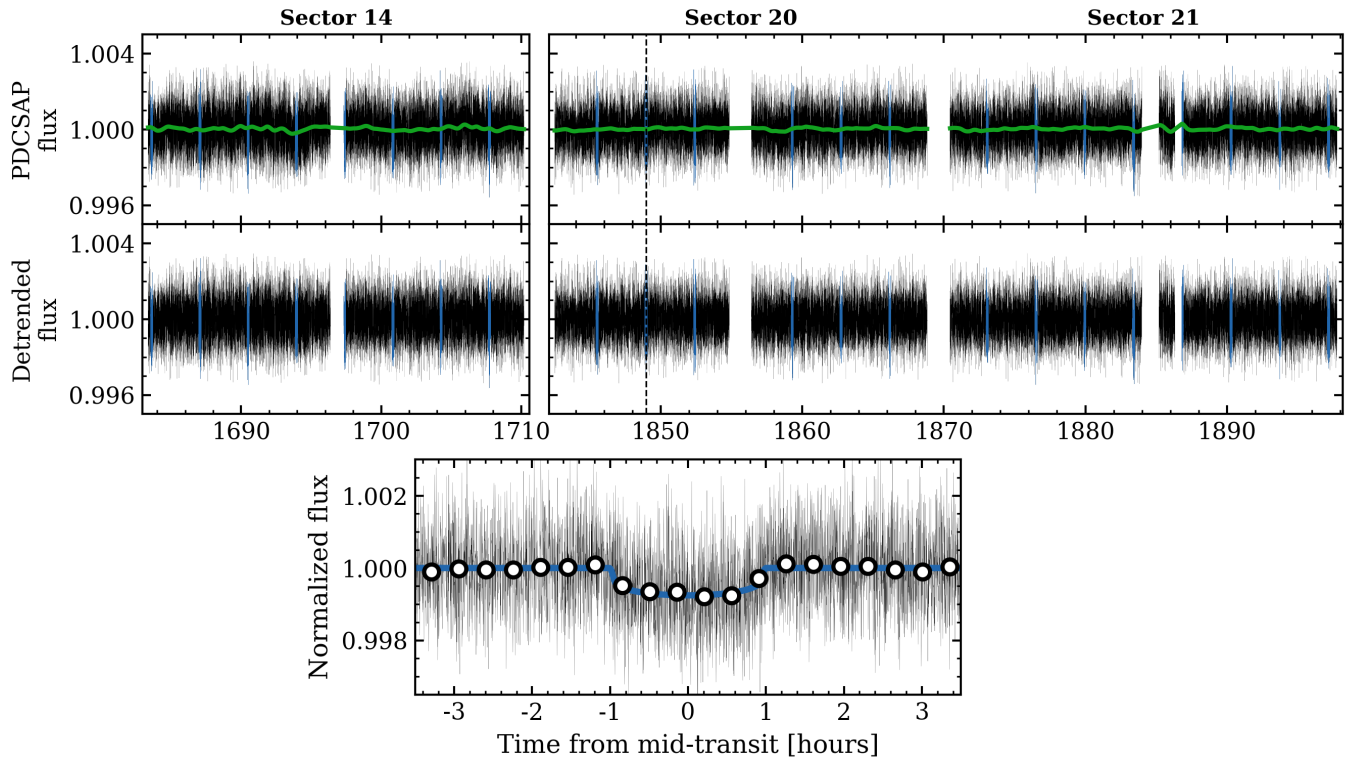 Sector 14 Sector 20 Sector 21
1.004
1.000
0.996
PDCSAP
flux
1.004
1.000
0.996
Detrended
flux
1690 1700 1710 1850 1860 1870 1880 1890
1.002
1.000
0.998
Normalized flux
-3 -2 -1 0 1 2 3
Time from mid-transit [hours]